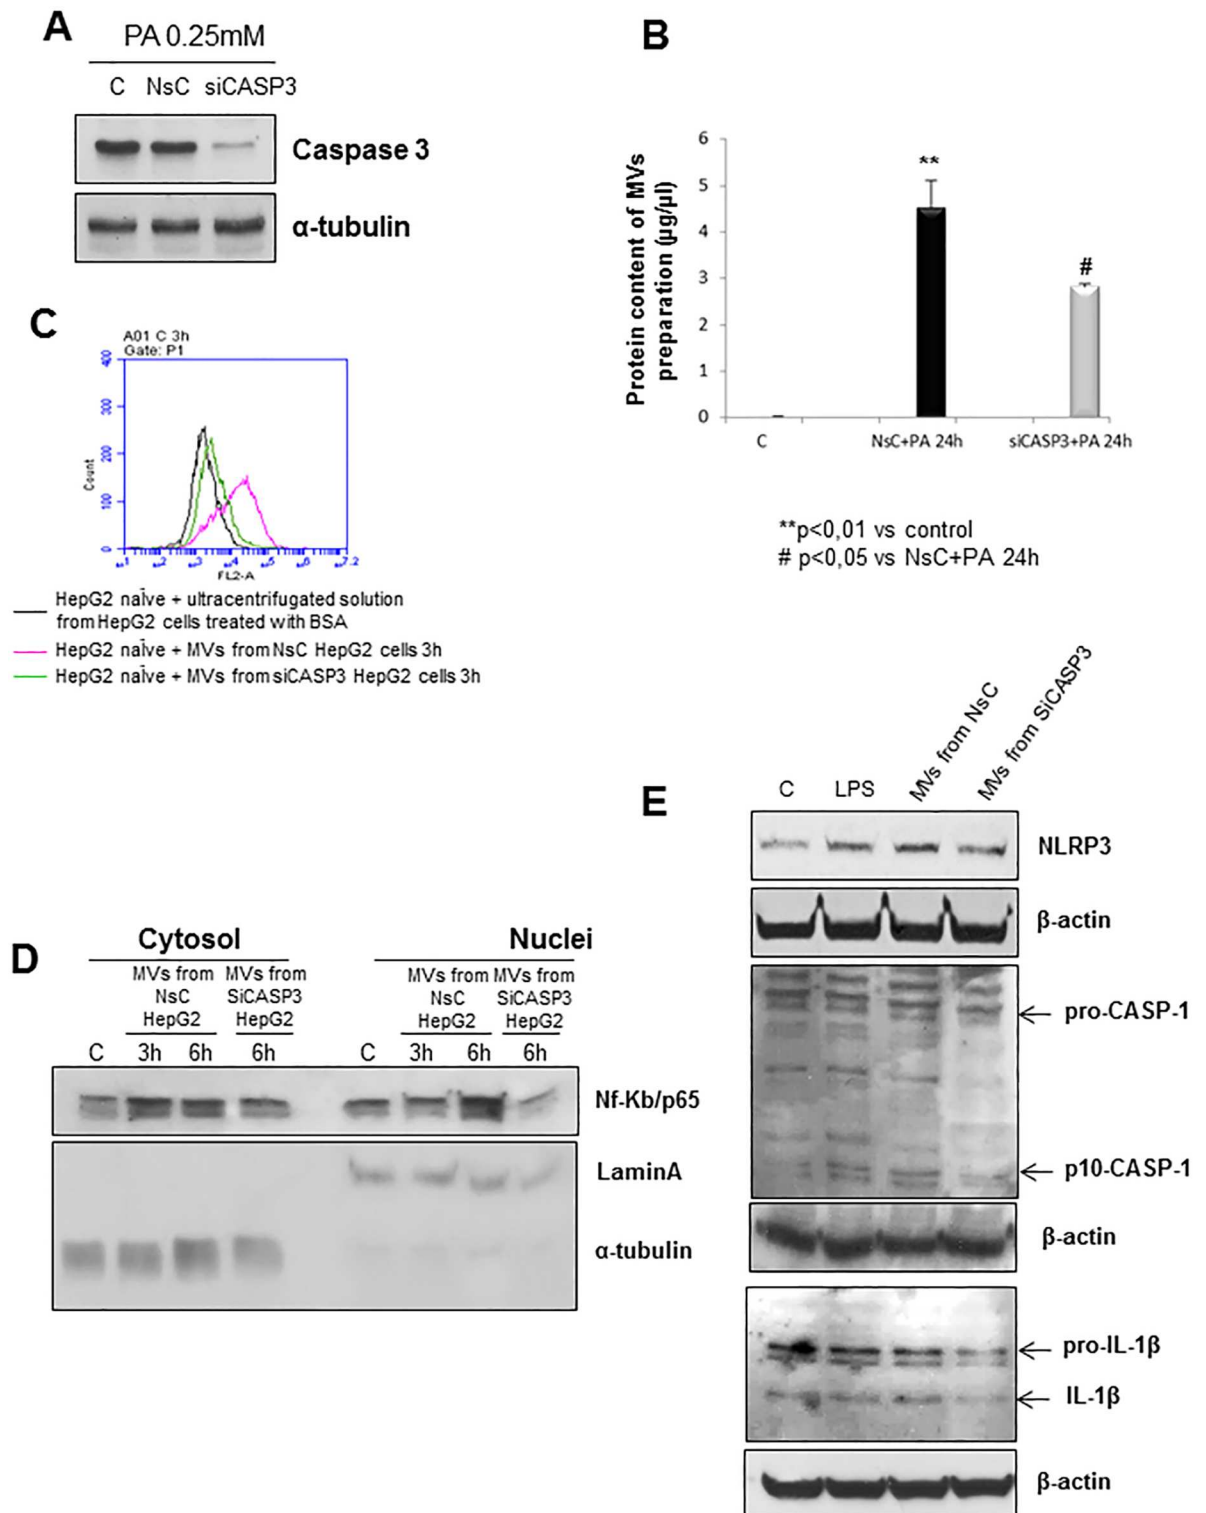 A
PA 0.25mM
C NsC siCASP3
Caspase 3
α-tubulin
B
Protein content of MVs
preparation (µg/µl)
6
5
4
3
2
1
0
**
#
C NsC+PA 24h siCASP3+PA 24h
**p<0,01 vs control
# p<0,05 vs NsC+PA 24h
C
A01 C 3h
Gate: P1
Count
400
300
200
100
0
FL2-A
HepG2 naïve + ultracentrifugated solution
from HepG2 cells treated with BSA
HepG2 naïve + MVs from NsC HepG2 cells 3h
HepG2 naïve + MVs from siCASP3 HepG2 cells 3h
D
Cytosol Nuclei
MVs from MVs from MVs from MVs from
NsC SiCASP3 NsC SiCASP3
HepG2 HepG2 HepG2 HepG2
C 3h 6h 6h C 3h 6h 6h
Nf-Kb/p65
LaminA
α-tubulin
E
C LPS MVs from NsC MVs from SiCASP3
NLRP3
β-actin
pro-CASP-1
p10-CASP-1
β-actin
pro-IL-1β
IL-1β
β-actin